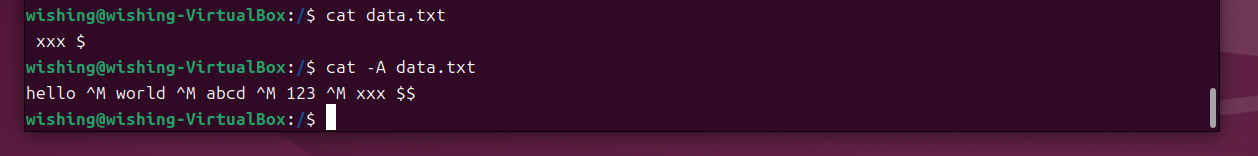 wishing@wishing-VirtualBox:/$ cat data.txt
 xxx $
wishing@wishing-VirtualBox:/$ cat -A data.txt
hello ^M world ^M abcd ^M 123 ^M xxx $$
wishing@wishing-VirtualBox:/$